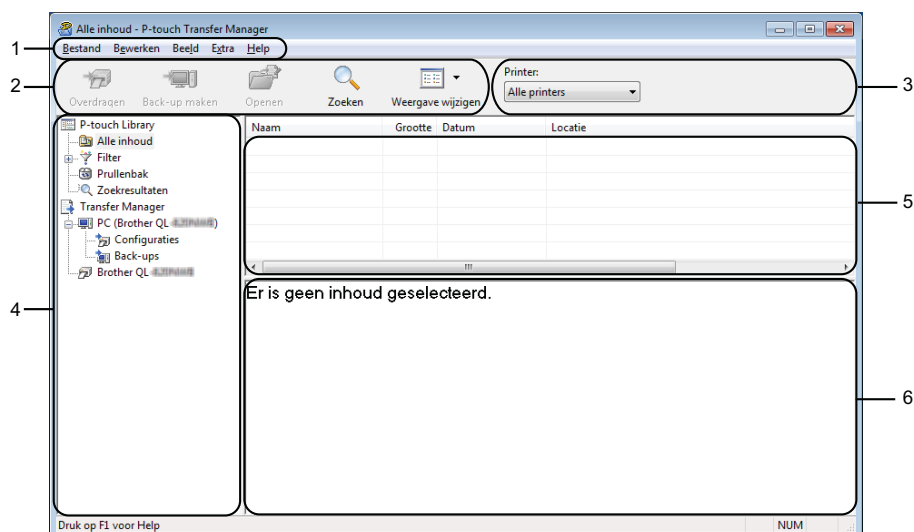 Alle inhoud - P-touch Transfer Manager
1
Bestand Bewerken Beeld Extra Help
2
Overdragen Back-up maken Openen Zoeken Weergave wijzigen
Printer:
Alle printers
3
P-touch Library
Alle inhoud
Filter
Prullenbak
Zoekresultaten
Transfer Manager
PC (Brother QL )
Configuraties
Back-ups
Brother QL
4
Naam Grootte Datum Locatie
5
Er is geen inhoud geselecteerd.
6
Druk op F1 voor Help
NUM